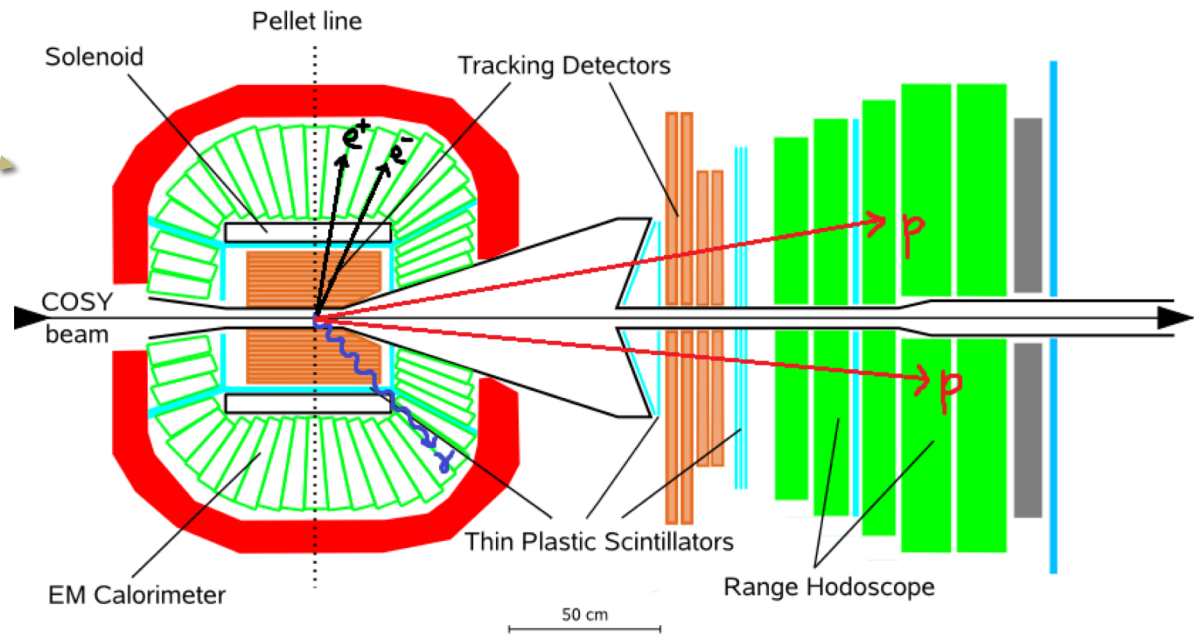 Pellet line
Solenoid
Tracking Detectors
e+
e-
COSY
beam
p
p
γ
Thin Plastic Scintillators
EM Calorimeter
Range Hodoscope
50 cm